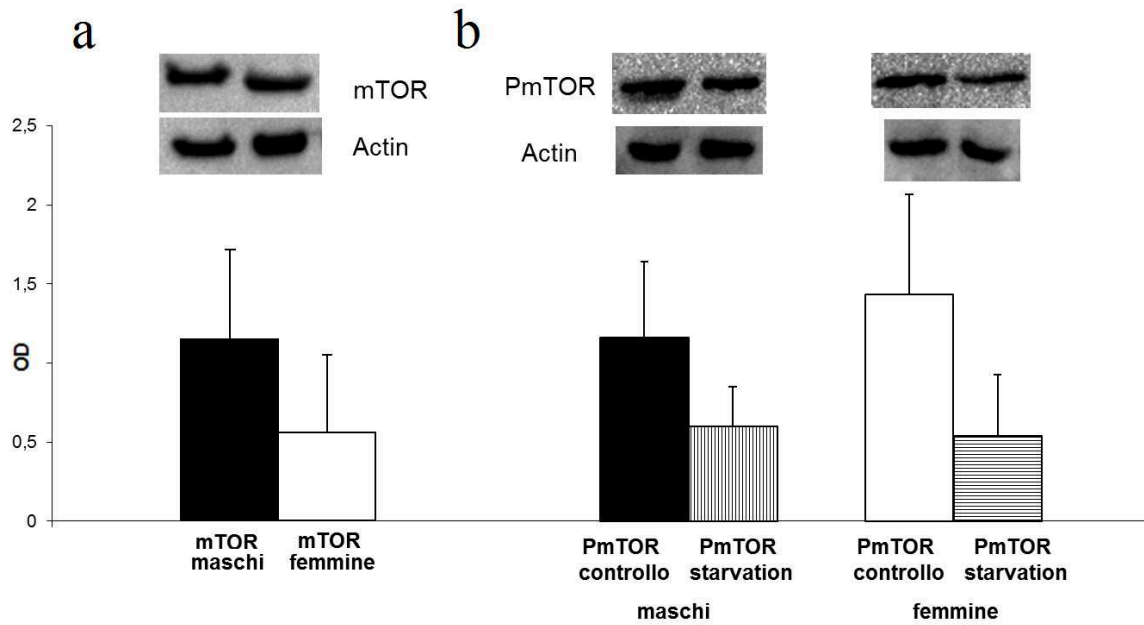 a
b
mTOR
Actin
PmTOR
Actin
2,5
2
1,5
0,5
0
OD
mTOR
maschi
mTOR
femmine
PmTOR
controllo
PmTOR
starvation
maschi
PmTOR
controllo
PmTOR
starvation
femmine